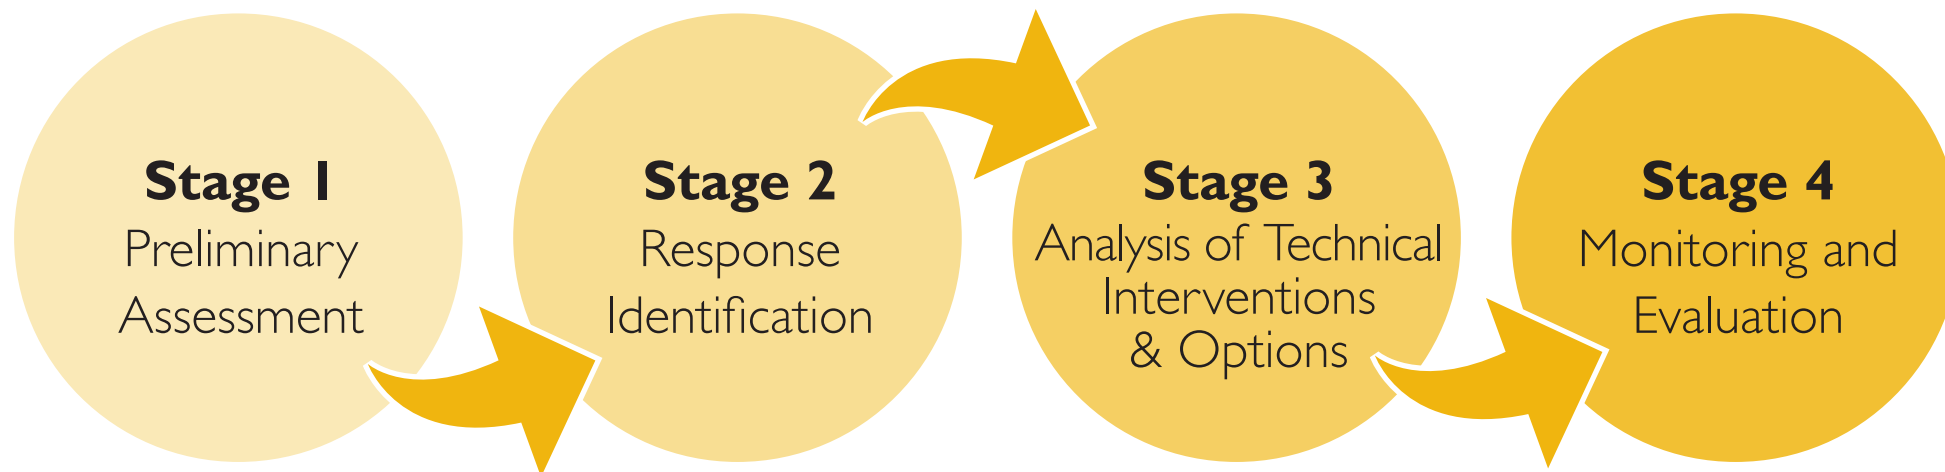 Stage 1
Preliminary
Assessment
Stage 2
Response
Identification
Stage 3
Analysis of Technical
Interventions
& Options
Stage 4
Monitoring and
Evaluation